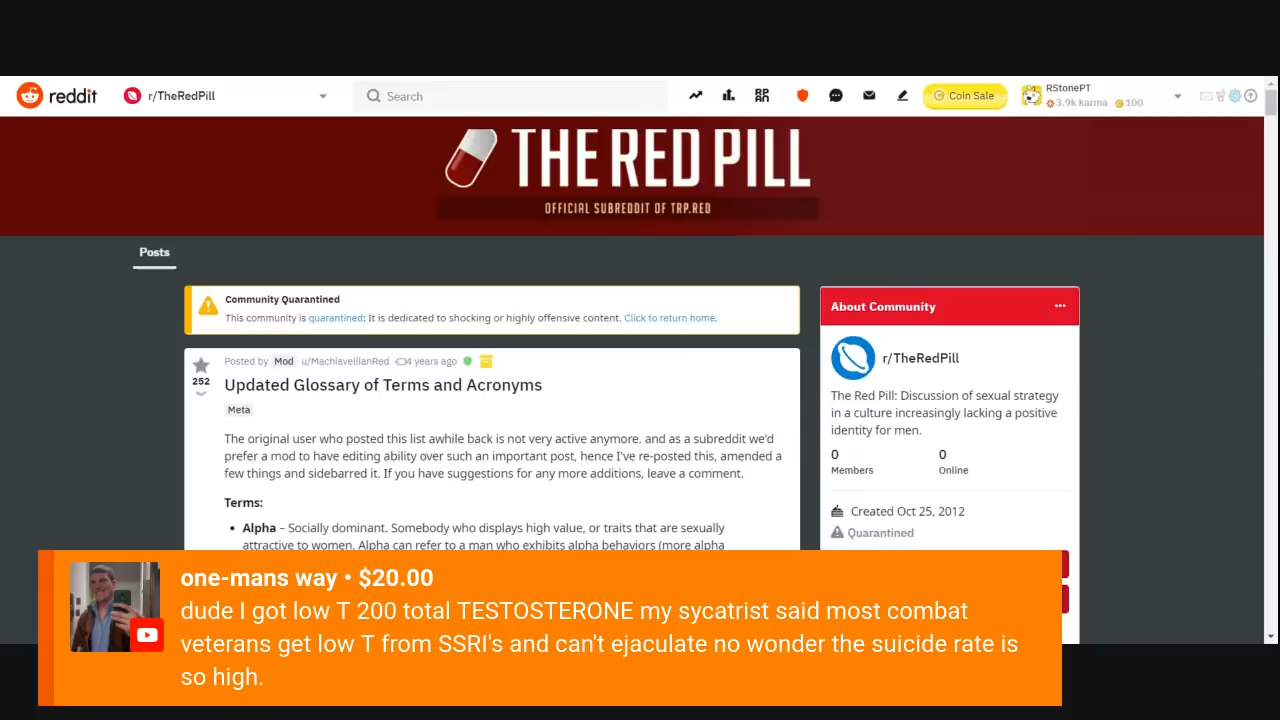 reddit
r/TheRedPill
Search
Coin Sale
RStonePT
3.9k karma 100
THE RED PILL
OFFICIAL SUBREDDIT OF TRP.RED
Posts
Community Quarantined
This community is quarantined: It is dedicated to shocking or highly offensive content. Click to return home.
252
Posted by Mod u/MachiavellianRed 4 years ago
Updated Glossary of Terms and Acronyms
Meta
The original user who posted this list awhile back is not very active anymore, and as a subreddit we'd
prefer a mod to have editing ability over such an important post, hence I've re-posted this, amended a
few things and sidebarred it. If you have suggestions for any more additions, leave a comment.
Terms:
• Alpha – Socially dominant. Somebody who displays high value, or traits that are sexually
attractive to women. Alpha can refer to a man who exhibits alpha behaviors (more alpha
About Community
r/TheRedPill
The Red Pill: Discussion of sexual strategy
in a culture increasingly lacking a positive
identity for men.
0 0
Members Online
Created Oct 25, 2012
Quarantined
one-mans way • $20.00
dude I got low T 200 total TESTOSTERONE my sycatrist said most combat
veterans get low T from SSRI's and can't ejaculate no wonder the suicide rate is
so high.